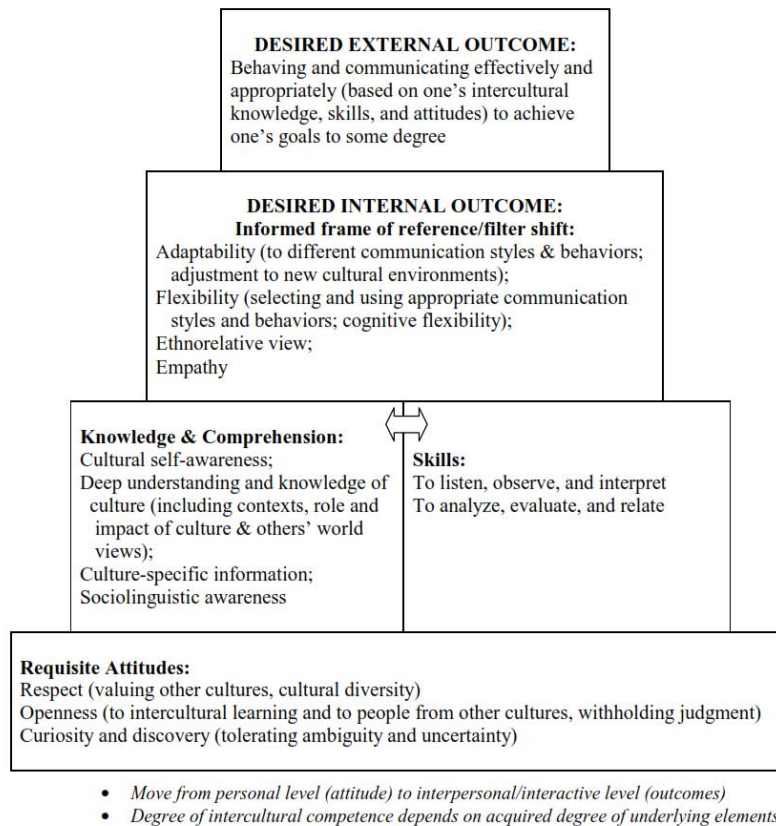 DESIRED EXTERNAL OUTCOME:
Behaving and communicating effectively and
appropriately (based on one’s intercultural
knowledge, skills, and attitudes) to achieve
one’s goals to some degree
DESIRED INTERNAL OUTCOME:
Informed frame of reference/filter shift:
Adaptability (to different communication styles & behaviors;
adjustment to new cultural environments);
Flexibility (selecting and using appropriate communication
styles and behaviors; cognitive flexibility);
Ethnorelative view;
Empathy
Knowledge & Comprehension:
Cultural self-awareness;
Deep understanding and knowledge of
culture (including contexts, role and
impact of culture & others’ world
views);
Culture-specific information;
Sociolinguistic awareness
Skills:
To listen, observe, and interpret
To analyze, evaluate, and relate
Requisite Attitudes:
Respect (valuing other cultures, cultural diversity)
Openness (to intercultural learning and to people from other cultures, withholding judgment)
Curiosity and discovery (tolerating ambiguity and uncertainty)
• Move from personal level (attitude) to interpersonal/interactive level (outcomes)
• Degree of intercultural competence depends on acquired degree of underlying elements